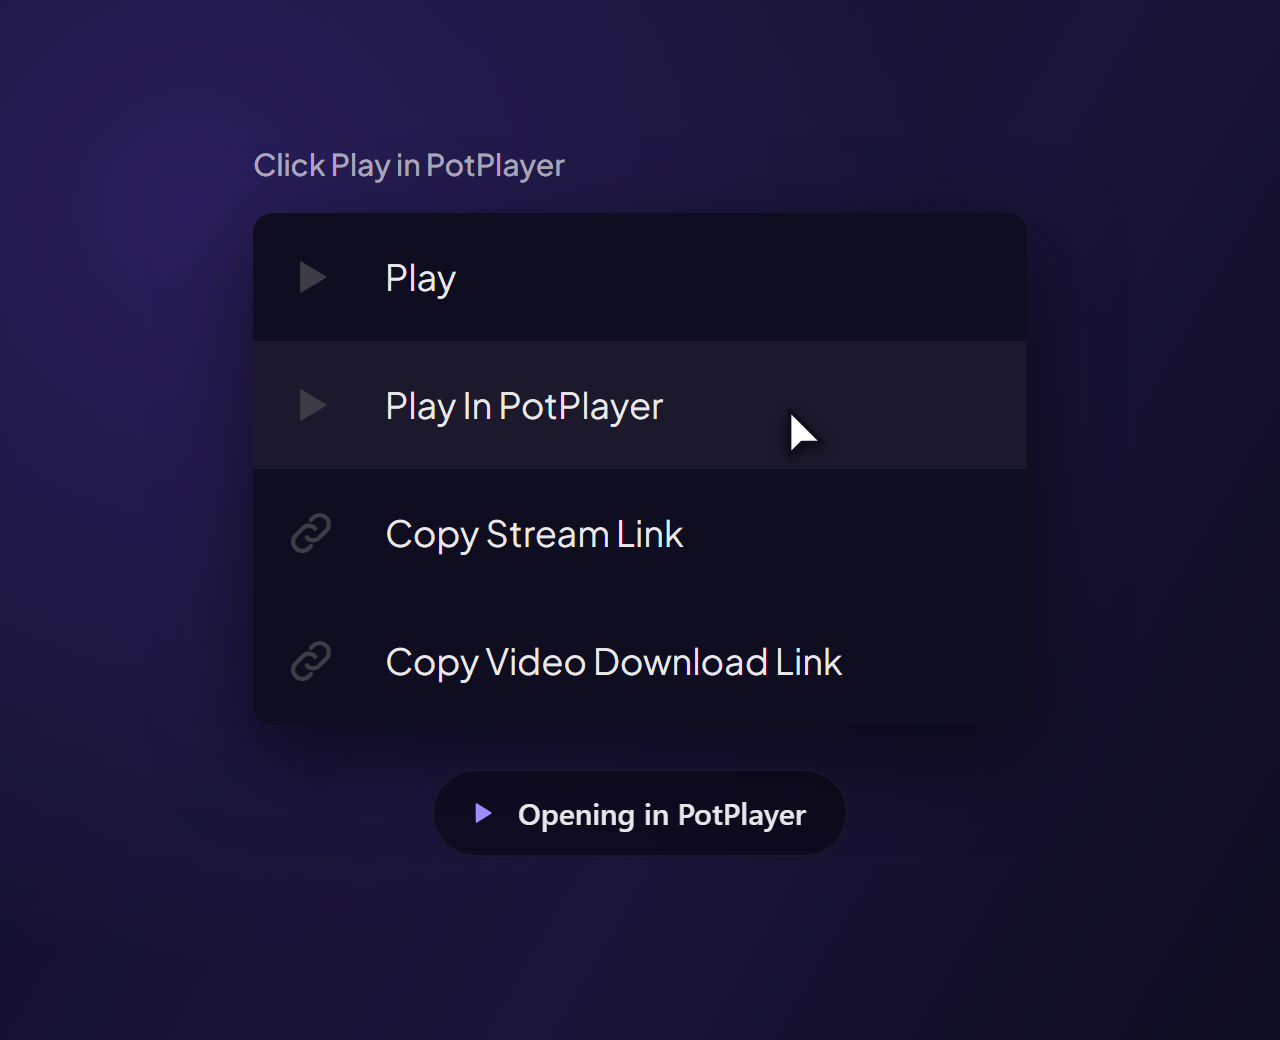 Click Play in PotPlayer
Play
Play In PotPlayer
Copy Stream Link
Copy Video Download Link
Opening in PotPlayer